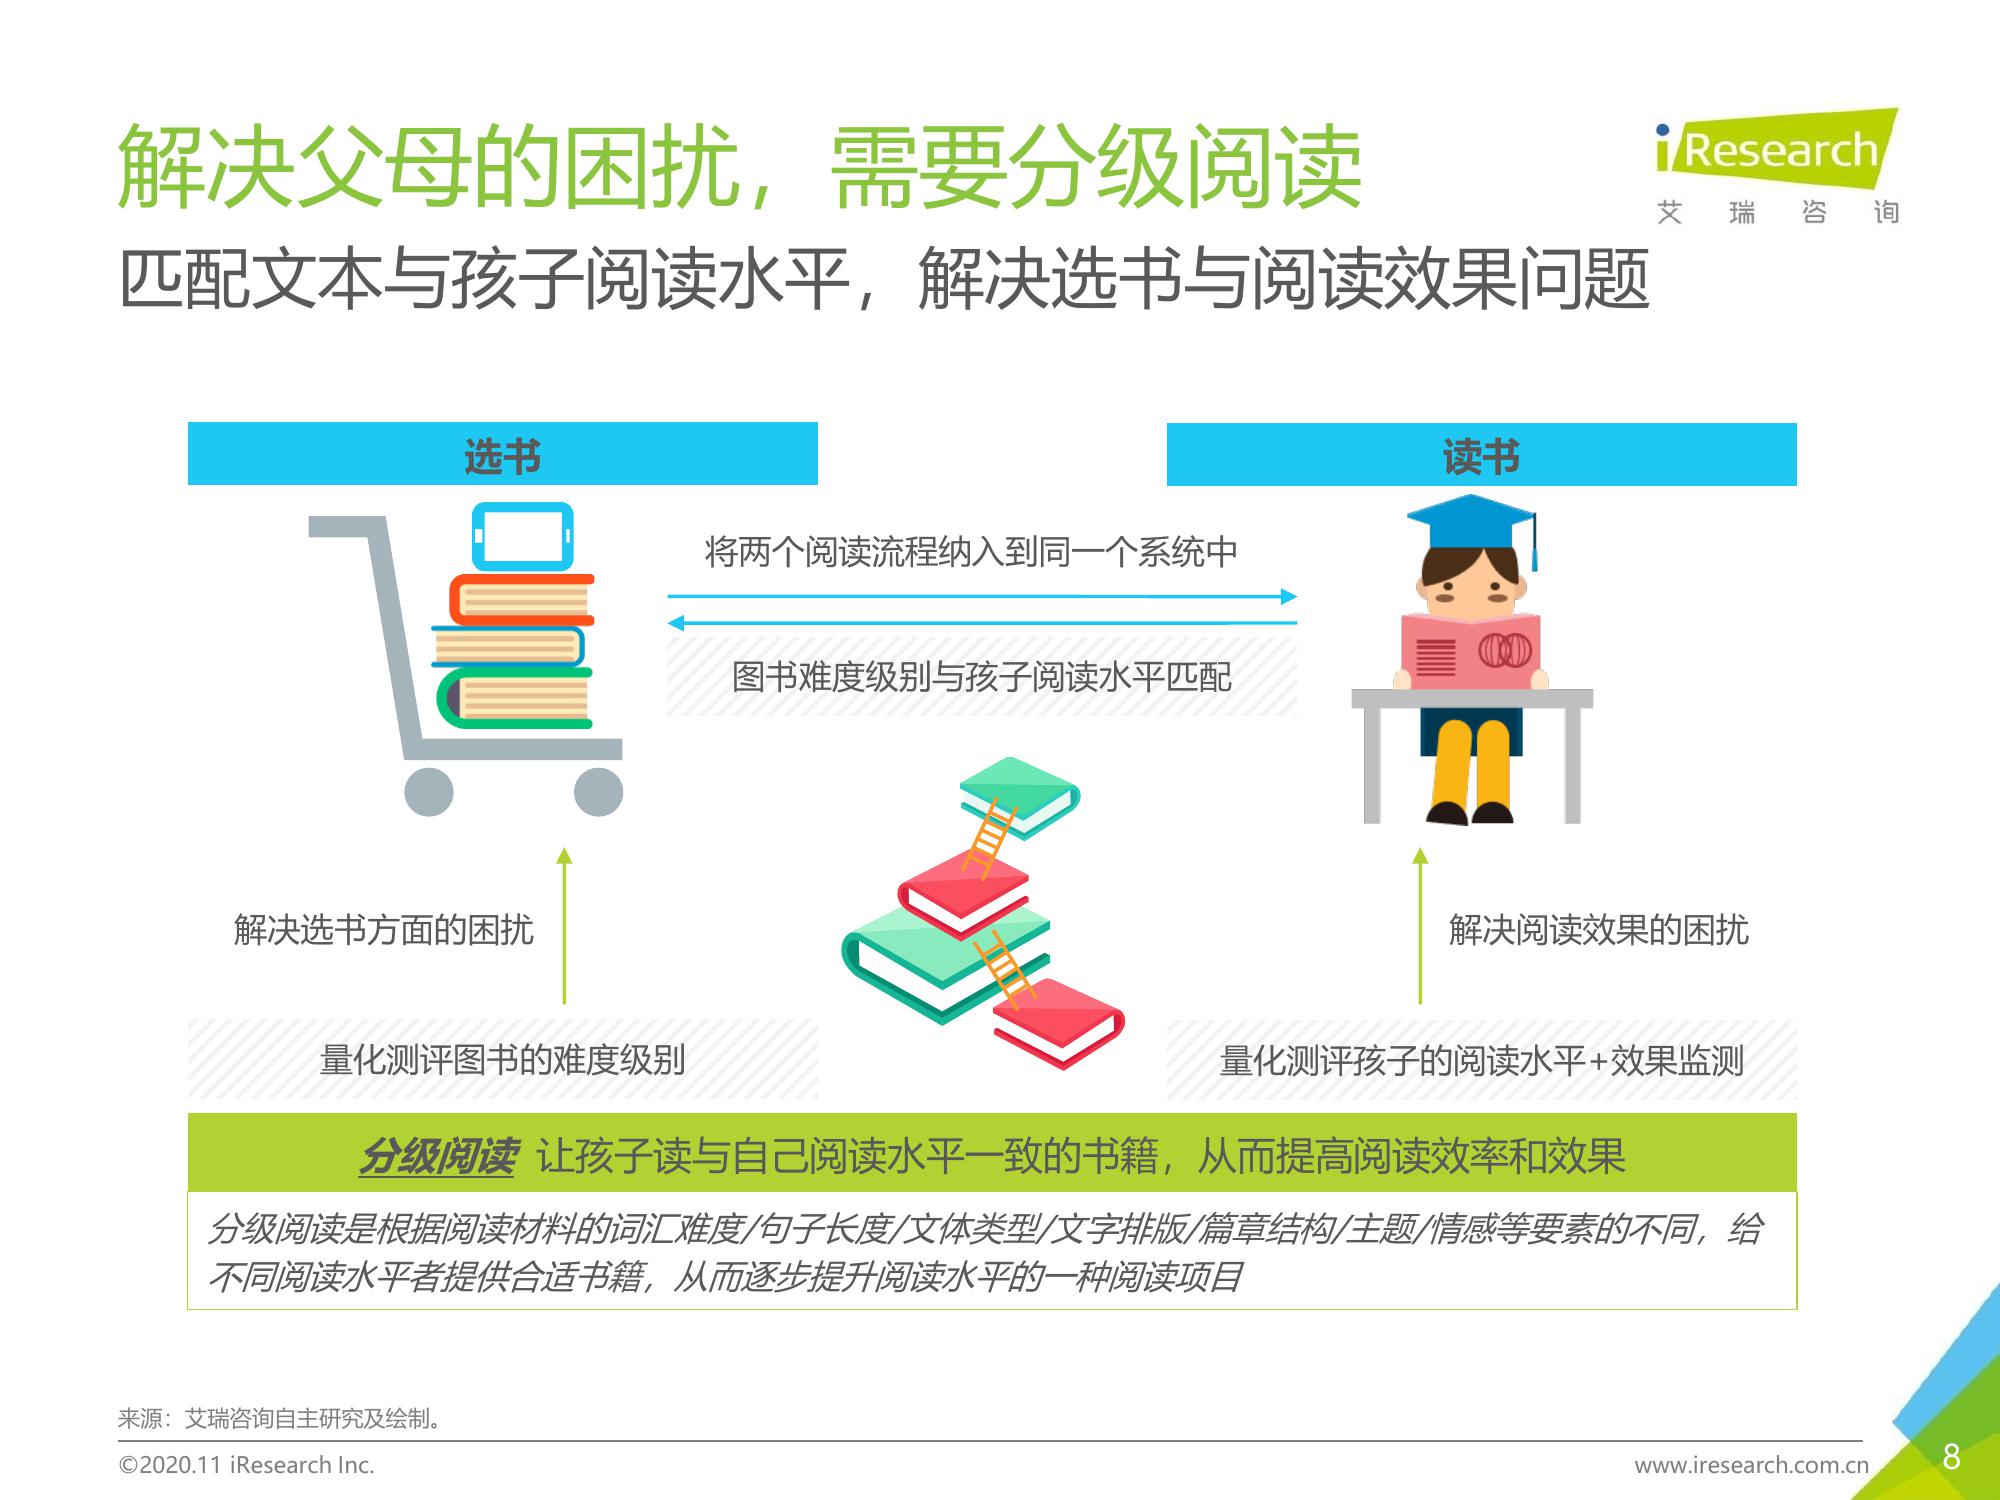 解决父母的困扰，需要分级阅读
iResearch
艾瑞咨询
匹配文本与孩子阅读水平，解决选书与阅读效果问题
选书
读书
将两个阅读流程纳入到同一个系统中
图书难度级别与孩子阅读水平匹配
解决选书方面的困扰
解决阅读效果的困扰
量化测评图书的难度级别
量化测评孩子的阅读水平+效果监测
分级阅读 让孩子读与自己阅读水平一致的书籍，从而提高阅读效率和效果
分级阅读是根据阅读材料的词汇难度/句子长度/文体类型/文字排版/篇章结构/主题/情感等要素的不同，给
不同阅读水平者提供合适书籍，从而逐步提升阅读水平的一种阅读项目
来源：艾瑞咨询自主研究及绘制。
©2020.11 iResearch Inc.
www.iresearch.com.cn
8